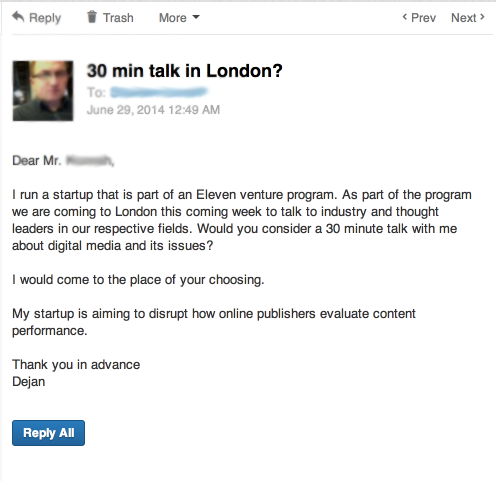 Reply Trash More Prev Next
30 min talk in London?
To:
June 29, 2014 12:49 AM
Dear Mr.
I run a startup that is part of an Eleven venture program. As part of the program
we are coming to London this coming week to talk to industry and thought
leaders in our respective fields. Would you consider a 30 minute talk with me
about digital media and its issues?
I would come to the place of your choosing.
My startup is aiming to disrupt how online publishers evaluate content
performance.
Thank you in advance
Dejan
Reply All